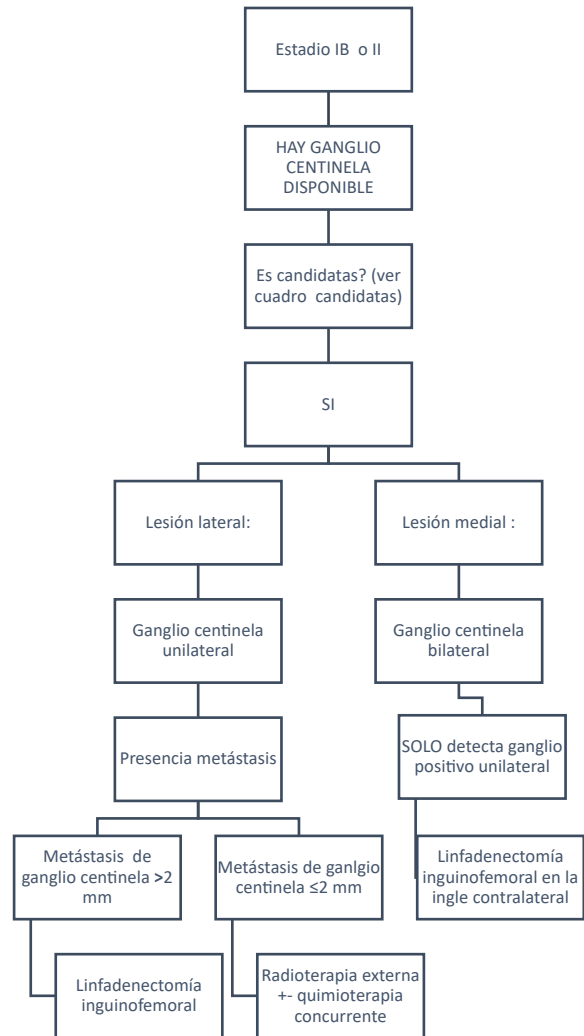 Estadio IB  o II
HAY GANGLIO
CENTINELA
DISPONIBLE
Es candidatas? (ver
cuadro  candidatas)
SI
Lesión lateral:
Lesión medial :
Ganglio centinela
unilateral
Ganglio centinela
bilateral
Presencia metástasis
SOLO detecta ganglio
positivo unilateral
Metástasis  de
ganglio centinela >2
mm
Metástasis de ganlgio
centinela ≤2 mm
Linfadenectomía
inguinofemoral en la
ingle contralateral
Linfadenectomía
inguinofemoral
Radioterapia externa
+- quimioterapia
concurrente